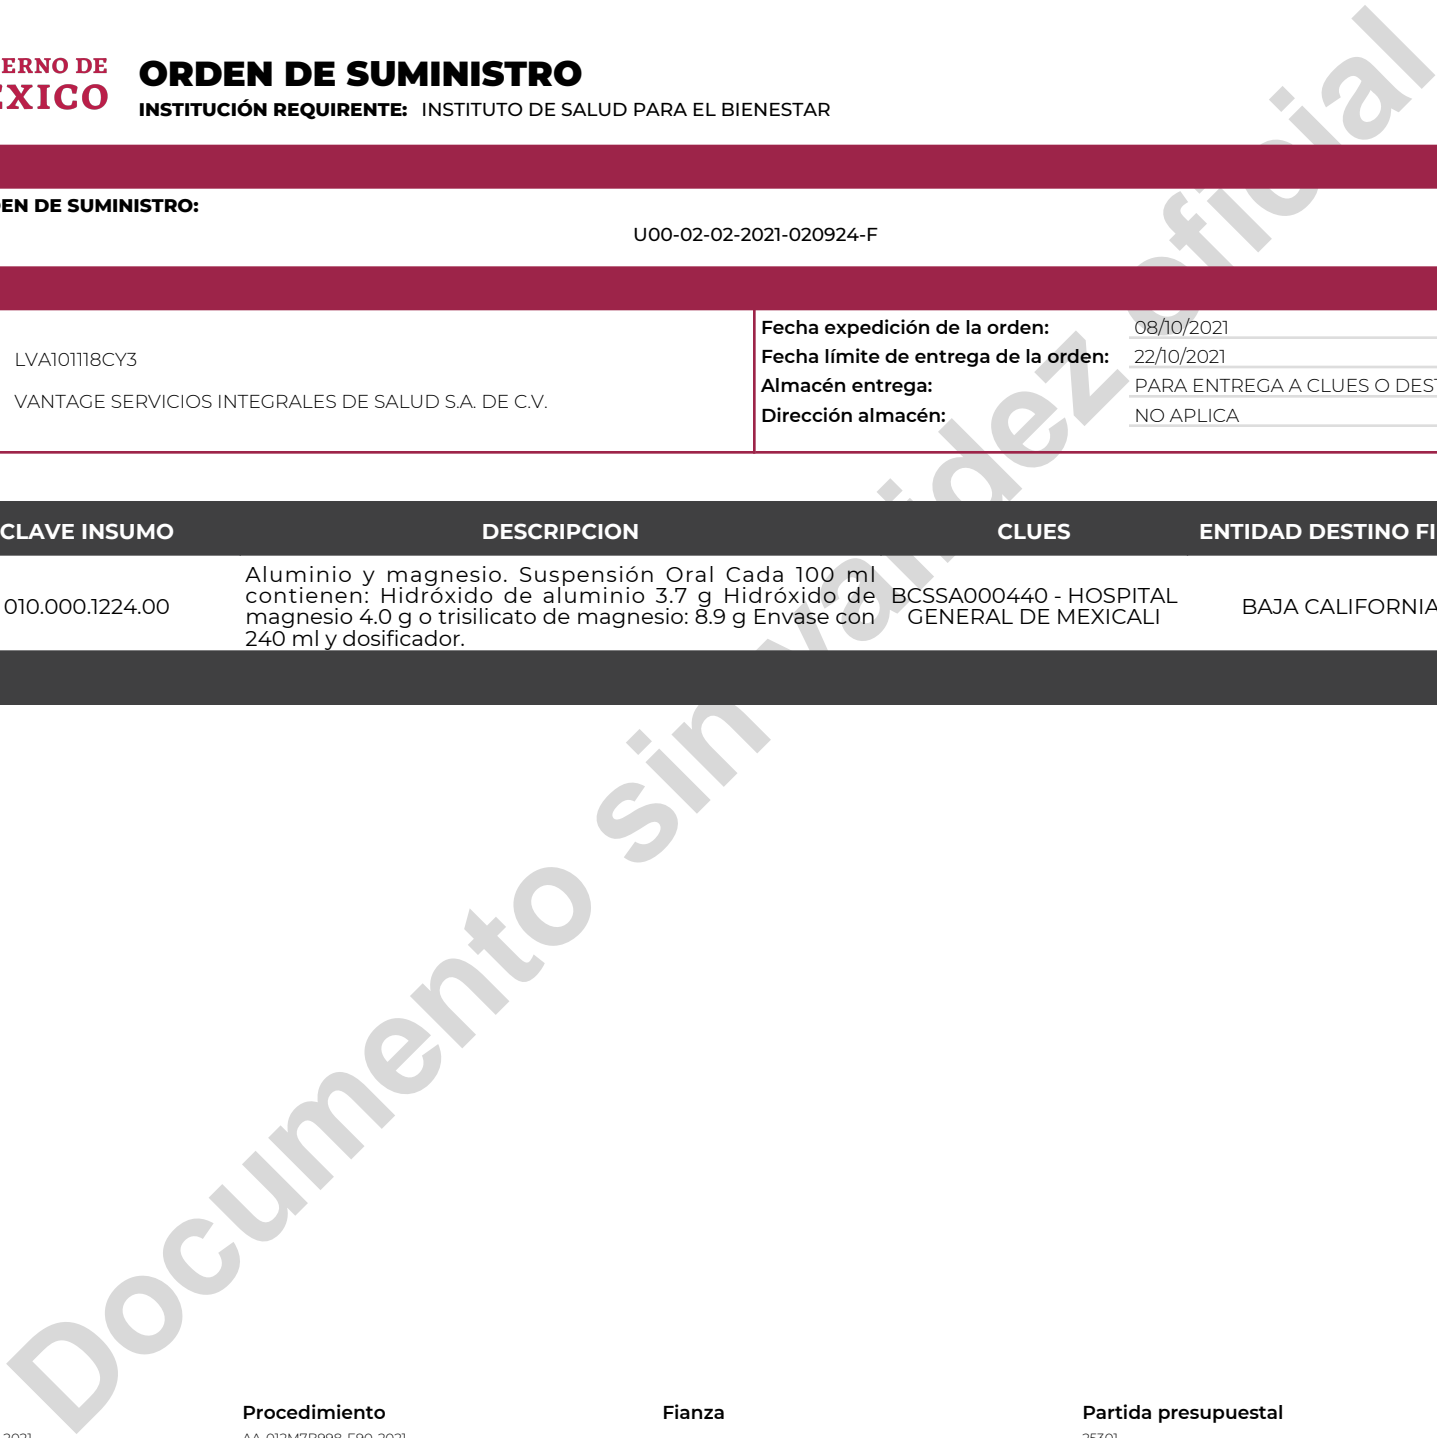 ERNO DE
ORDEN DE SUMINISTRO
INSTITUCIÓN REQUIRENTE: INSTITUTO DE SALUD PARA EL BIENESTAR
EN DE SUMINISTRO:
U00-02-02-2021-020924-F
LVA101118CY3
VANTAGE SERVICIOS INTEGRALES DE SALUD S.A. DE C.V.
Fecha expedición de la orden: 08/10/2021
Fecha límite de entrega de la orden: 22/10/2021
Almacén entrega: PARA ENTREGA A CLUES O DEST
Dirección almacén: NO APLICA
CLAVE INSUMO DESCRIPCION CLUES ENTIDAD DESTINO FI
010.000.1224.00
Aluminio y magnesio. Suspensión Oral Cada 100 ml
contienen: Hidróxido de aluminio 3.7 g Hidróxido de
magnesio 4.0 g o trisilicato de magnesio: 8.9 g Envase con
240 ml y dosificador.
BCSSA000440 - HOSPITAL
GENERAL DE MEXICALI
BAJA CALIFORNIA
Documento sin validez oficial
Procedimiento Fianza Partida presupuestal